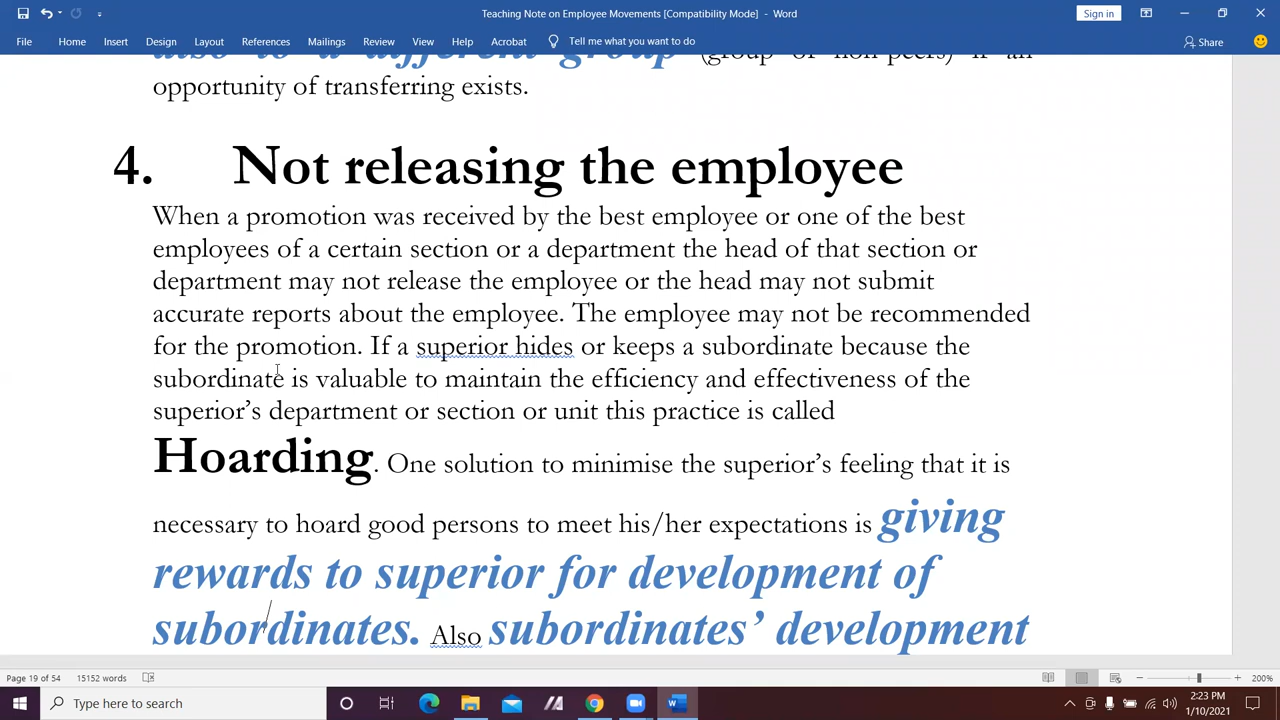 Teaching Note on Employee Movements [Compatibility Mode] - Word
Sign in
File Home Insert Design Layout References Mailings Review View Help Acrobat Tell me what you want to do Share
also to a different group (group of non-peers) if an
opportunity of transferring exists.
4. Not releasing the employee
When a promotion was received by the best employee or one of the best
employees of a certain section or a department the head of that section or
department may not release the employee or the head may not submit
accurate reports about the employee. The employee may not be recommended
for the promotion. If a superior hides or keeps a subordinate because the
subordinate is valuable to maintain the efficiency and effectiveness of the
superior's department or section or unit this practice is called
Hoarding. One solution to minimise the superior's feeling that it is
necessary to hoard good persons to meet his/her expectations is giving
rewards to superior for development of
subordinates. Also subordinates' development
Page 19 of 54 15152 words 200%
Type here to search
2:23 PM
1/10/2021